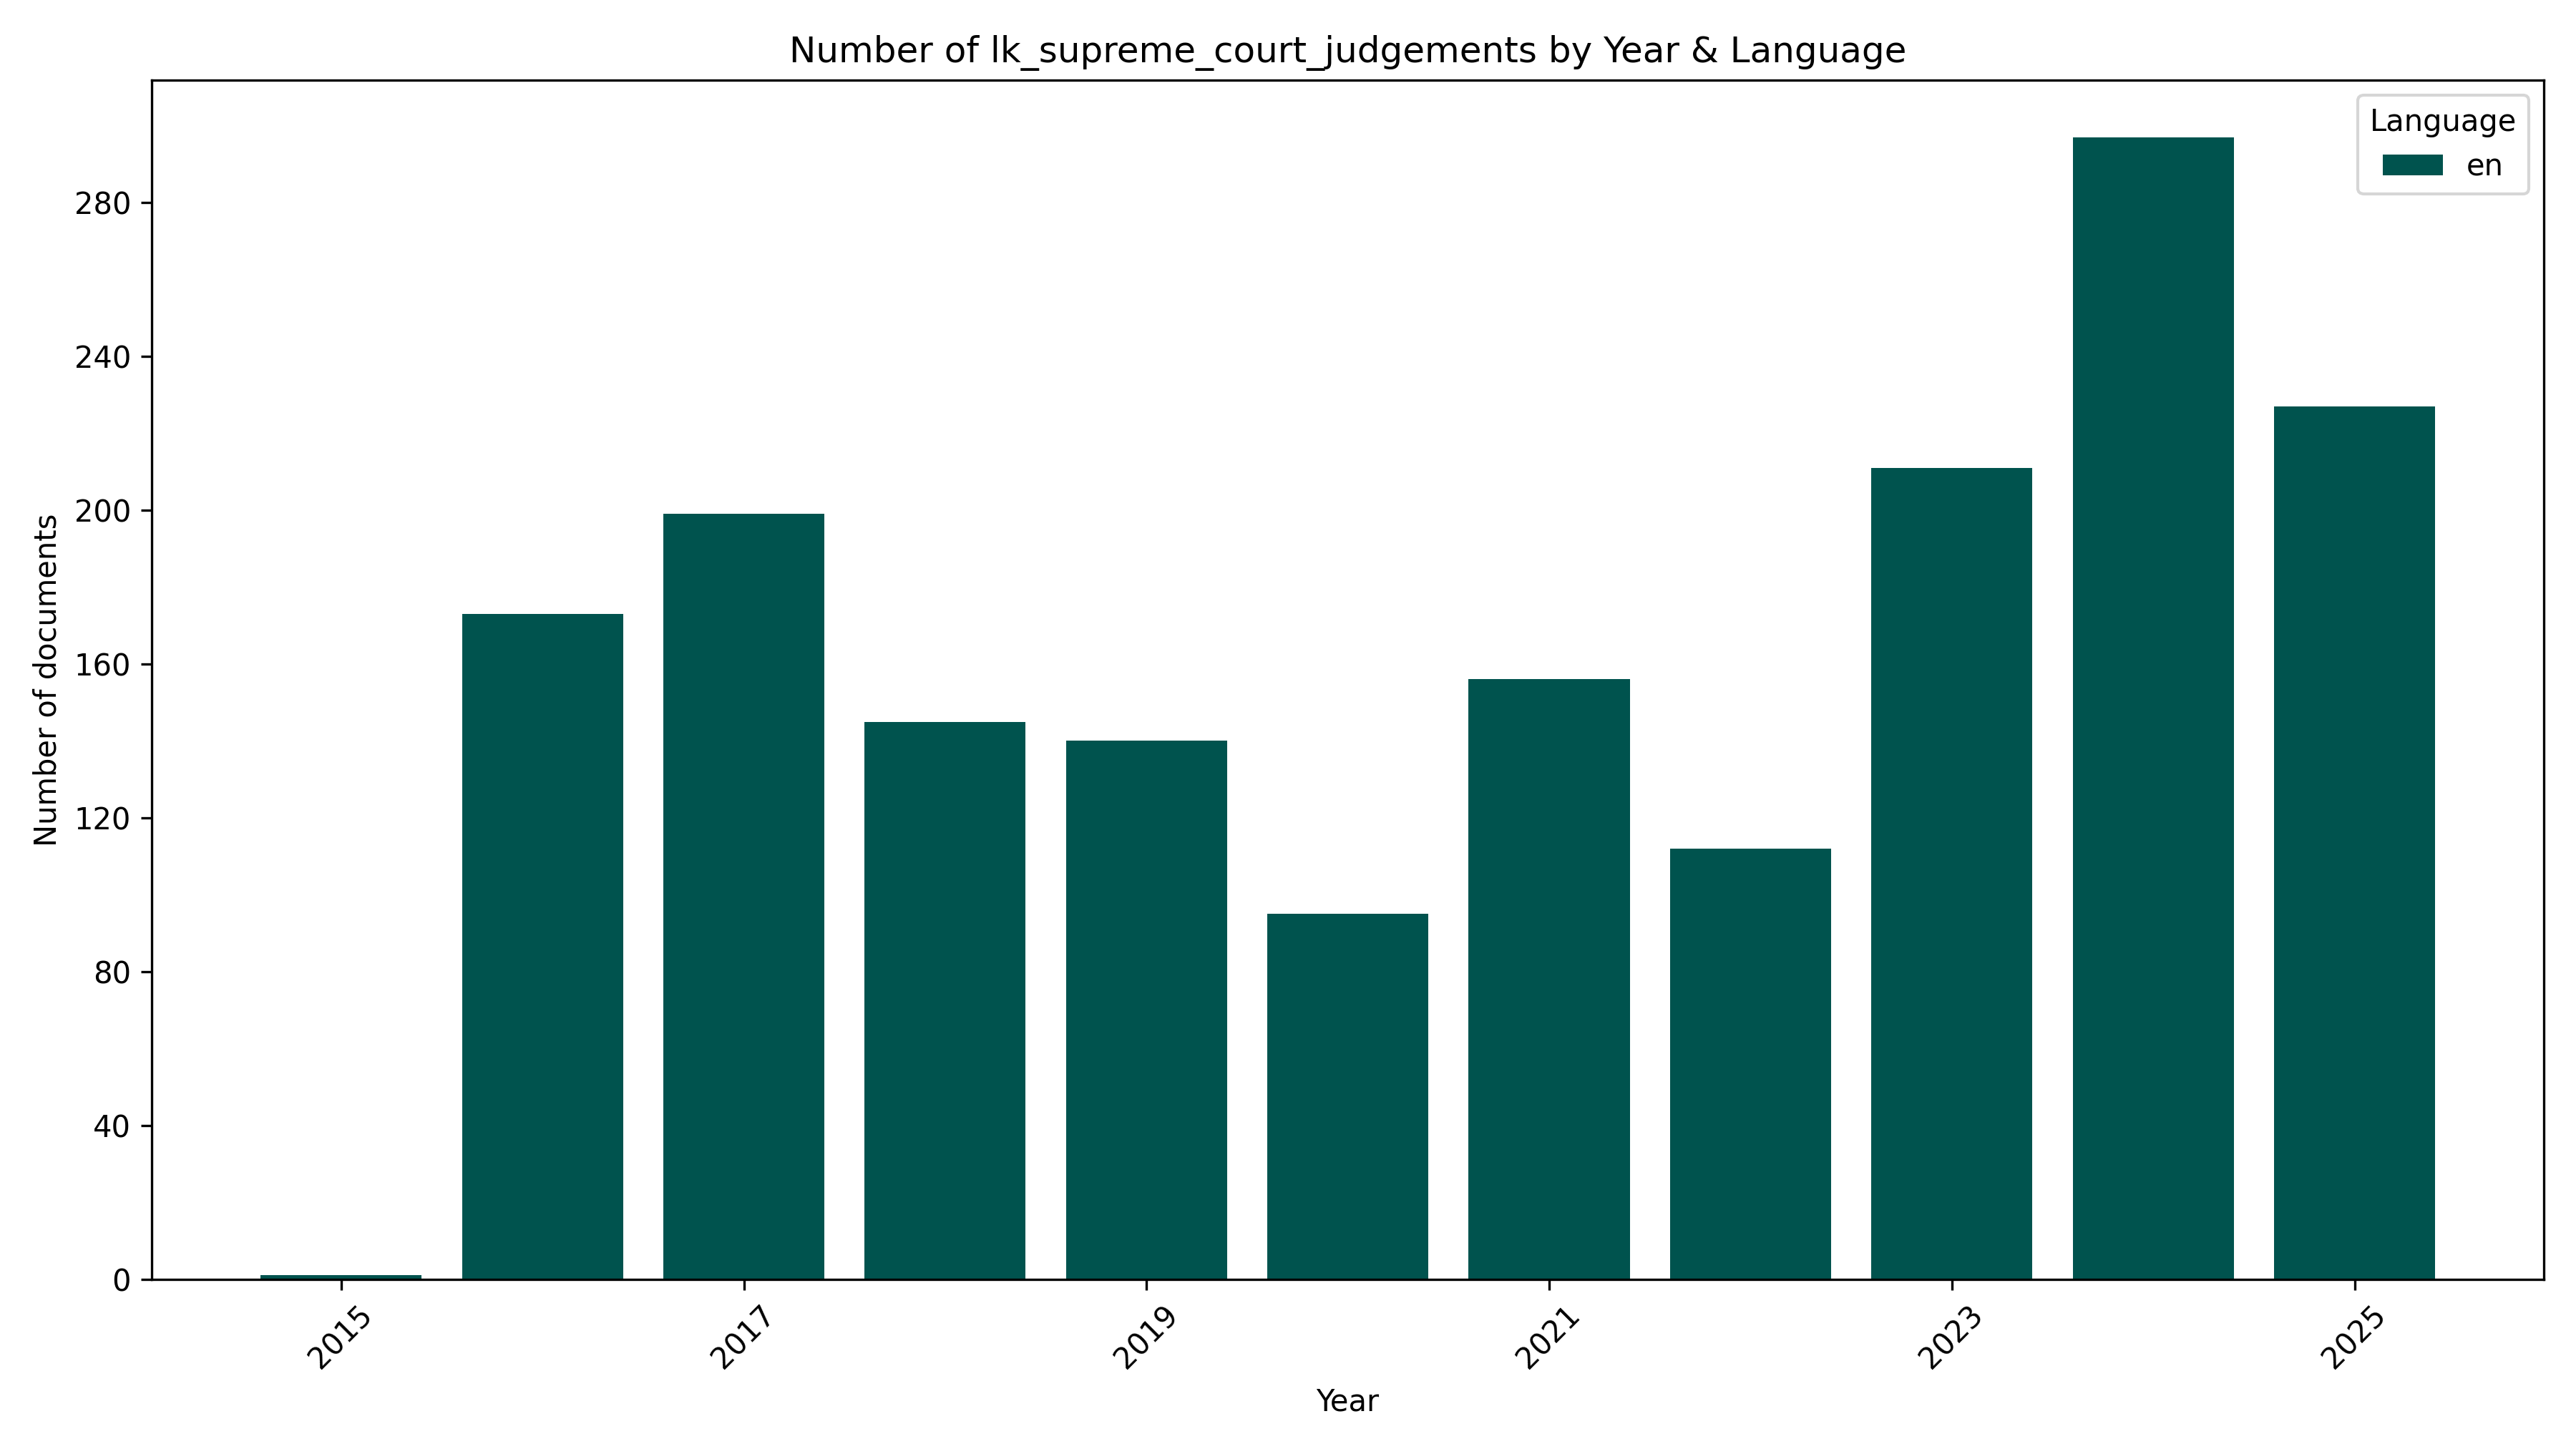 Number of lk_supreme_court_judgements by Year & Language
Language
en
Number of documents
280
240
200
160
120
80
40
0
2015
2017
2019
2021
2023
2025
Year